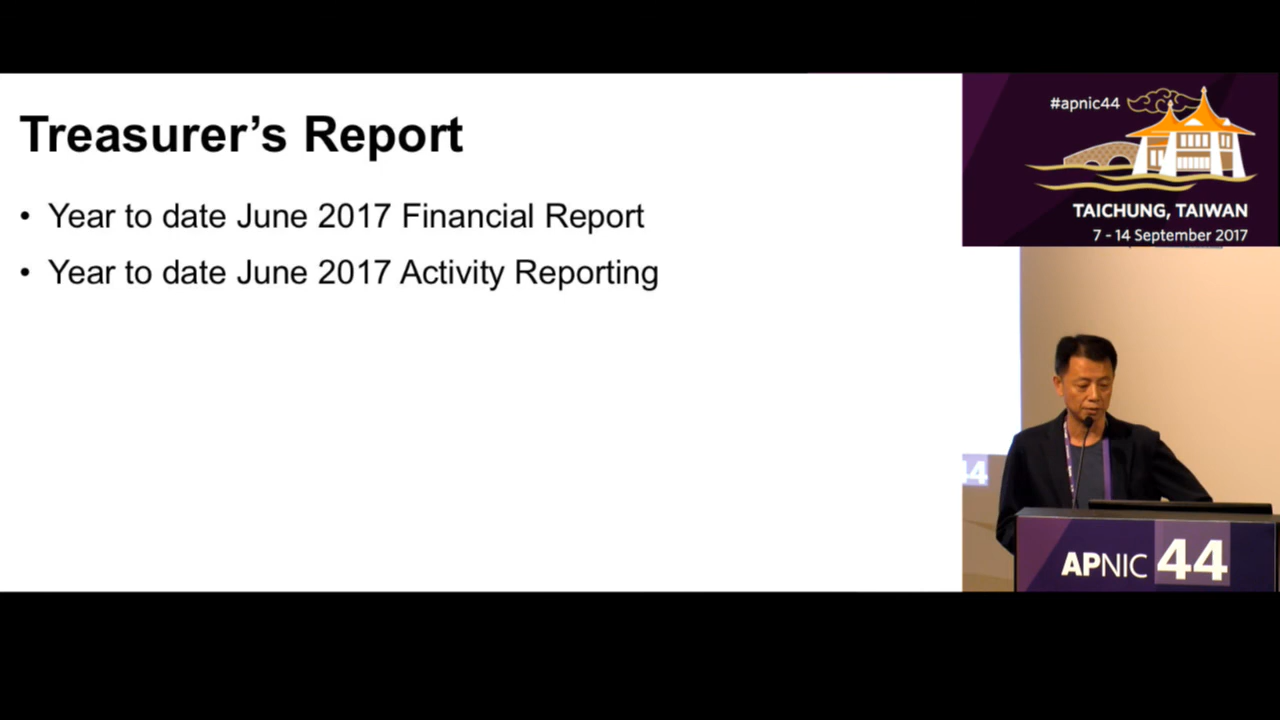 Treasurer’s Report
• Year to date June 2017 Financial Report
• Year to date June 2017 Activity Reporting
#apnic44
TAICHUNG, TAIWAN
7 - 14 September 2017
44
APNIC 44